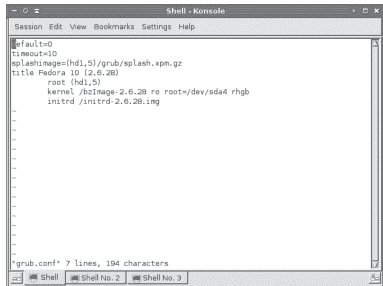 Shell - Konsole
Session Edit View Bookmarks Settings Help
default=0
timeout=10
splashimage=(hd1,5)/grub/splash.xpm.gz
title Fedora 10 (2.6.28)
root (hd1,5)
kernel /bzImage-2.6.28 ro root=/dev/sda4 rhgb
initrd /initrd-2.6.28.img
~
~
~
~
~
~
~
~
~
~
~
~
~
~
"grub.conf" 7 lines, 194 characters
Shell Shell No. 2 Shell No. 3